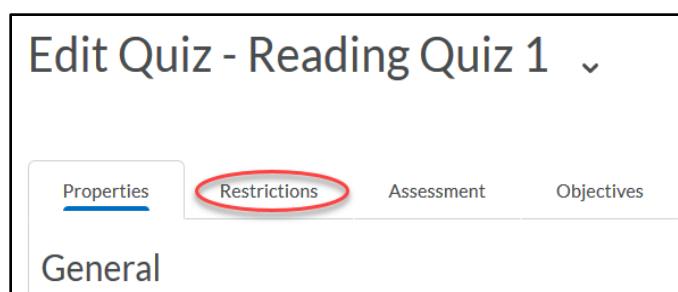 Edit Quiz - Reading Quiz 1
Properties Restrictions Assessment Objectives
General